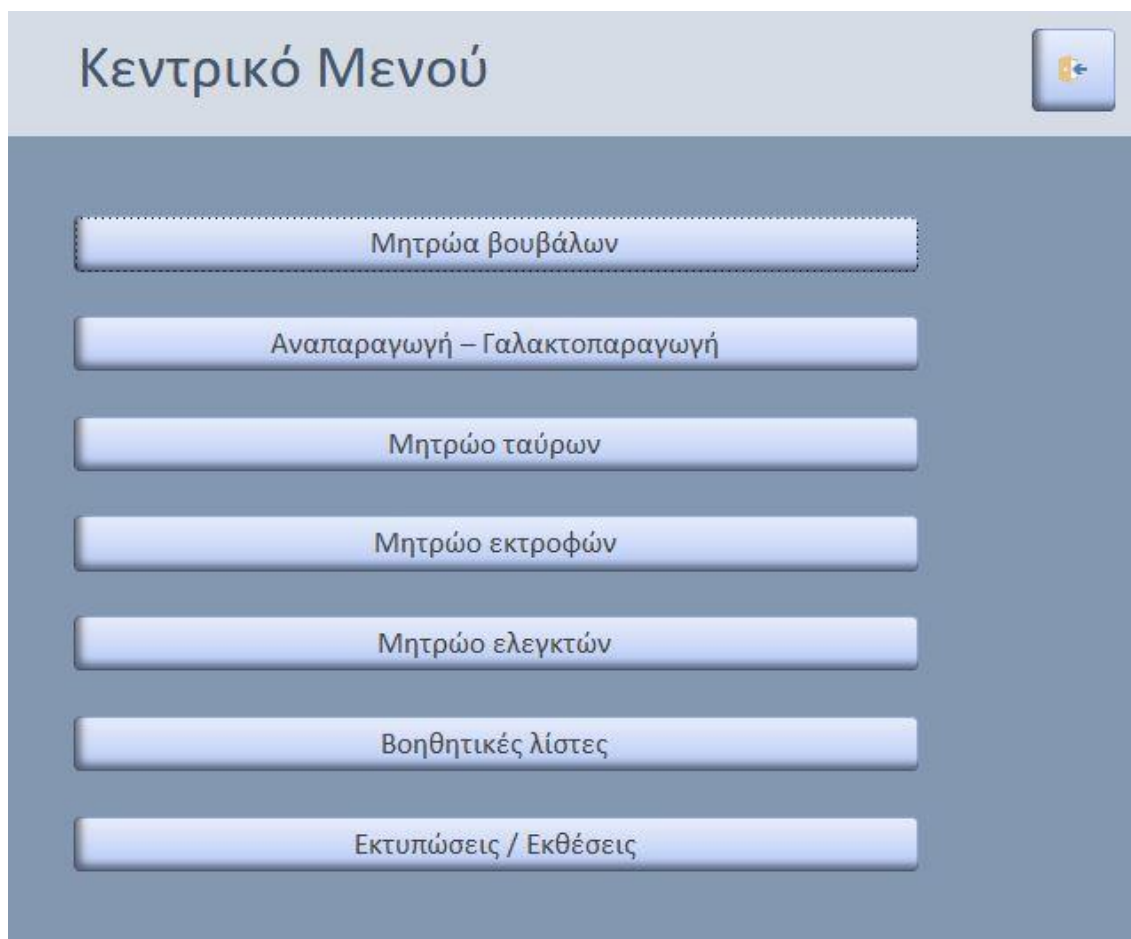 Κεντρικό Μενού
Μητρώα βουβάλων
Αναπαραγωγή – Γαλακτοπαραγωγή
Μητρώο ταύρων
Μητρώο εκτροφών
Μητρώο ελεγκτών
Βοηθητικές λίστες
Εκτυπώσεις / Εκθέσεις